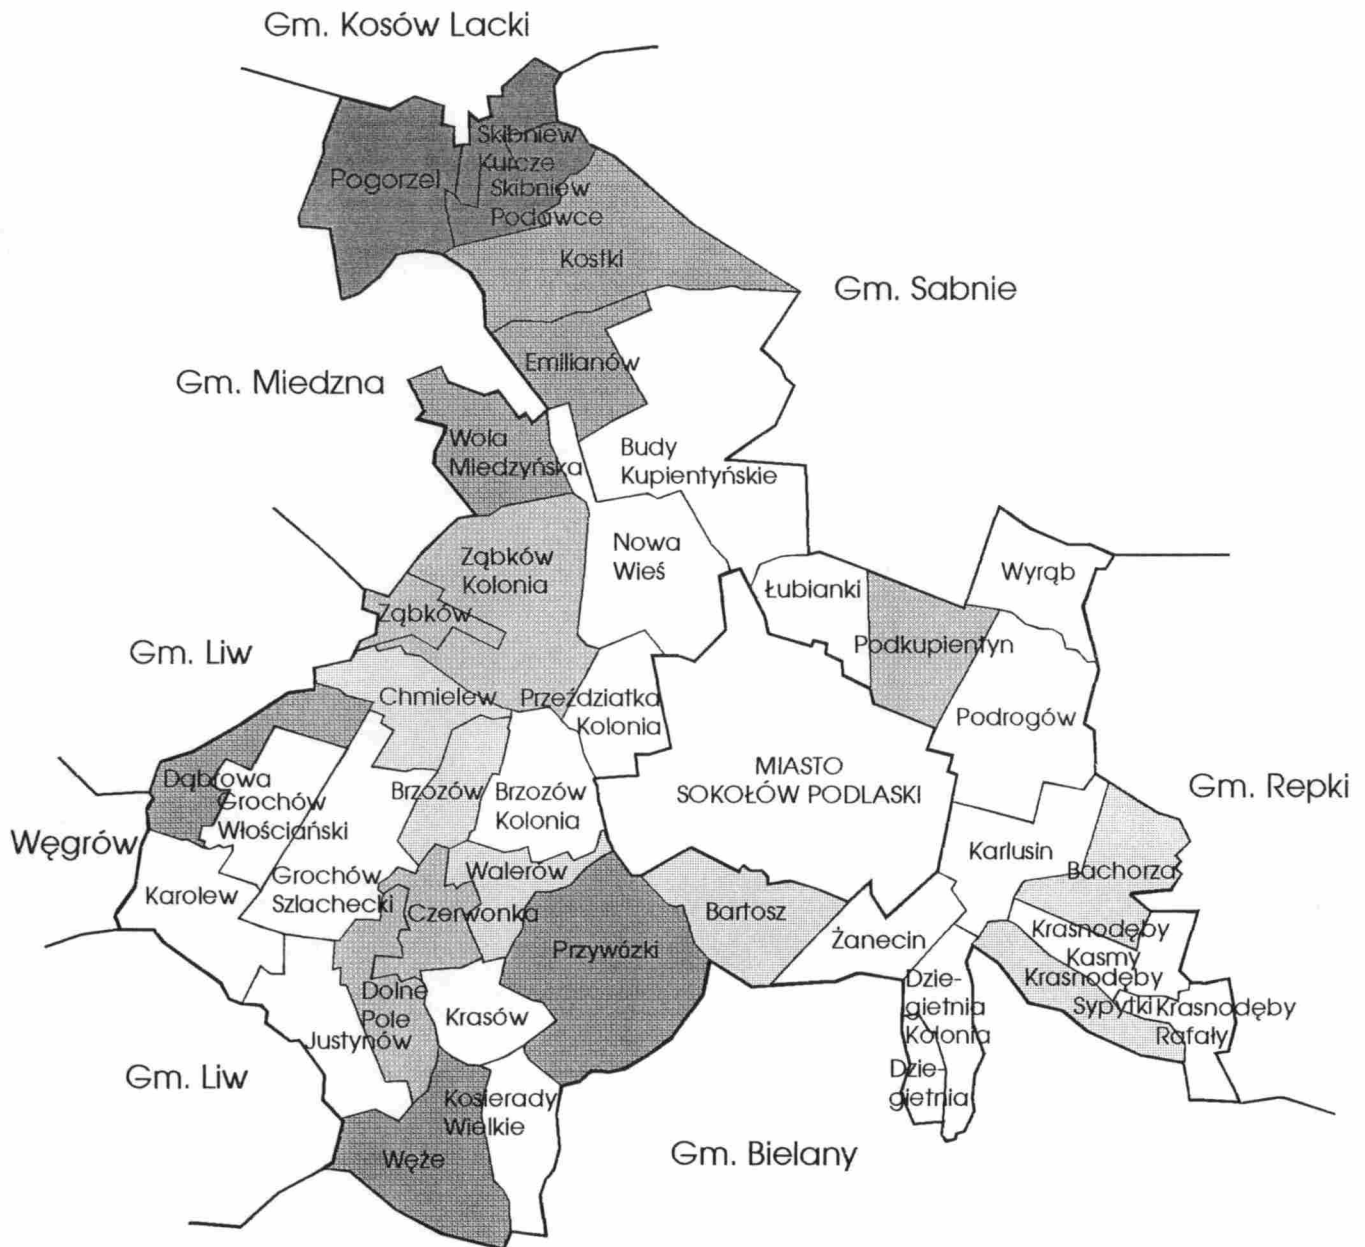 Gm. Kosów Lacki
Skibniew
Kurcze
Pogorzel
Skibniew
Podawce
Kostki
Gm. Sabnie
Emilianów
Gm. Miedzna
Wola
Miedzyńska
Budy
Kupientyńskie
Nowa
Wieś
Ząbków
Kolonia
Wyrąb
Łubianki
Ząbków
Podkupientyn
Gm. Liw
Chmielew
Przeździatka
Kolonia
Podrogów
MIASTO
SOKOŁÓW PODLASKI
Dąbrowa
Grochów
Włościański
Brzozów
Brzozów
Kolonia
Gm. Repki
Węgrów
Karlusin
Bachorza
Walerów
Grochów
Szlachecki
Karolew
Czerwonka
Bartosz
Krasnodęby
Kasmy
Żanecin
Przywózki
Krasnodęby
Sypytki
Krasnodęby
Rafały
Dzie-
gietnia
Kolonia
Dolne
Pole
Krasów
Justynów
Dzie-
gietnia
Gm. Liw
Kosierady
Wielkie
Gm. Bielany
Węże